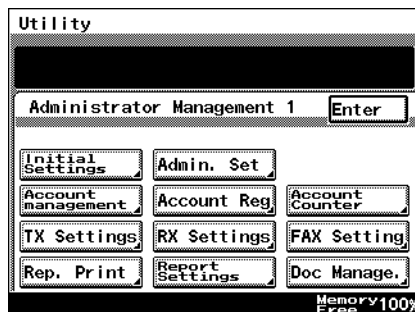 Utility
Administrator Management 1 Enter
Initial Settings Admin. Set
Account management Account Reg Account Counter
TX Settings RX Settings FAX Setting
Rep. Print Report Settings Doc Manage.
Memory Free 100%